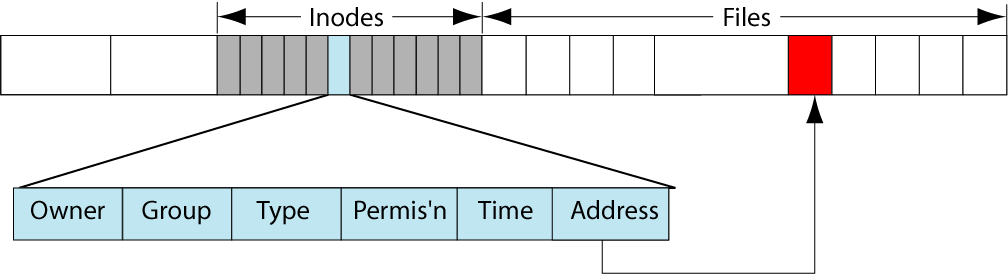 Inodes Files
Owner Group Type Permis'n Time Address